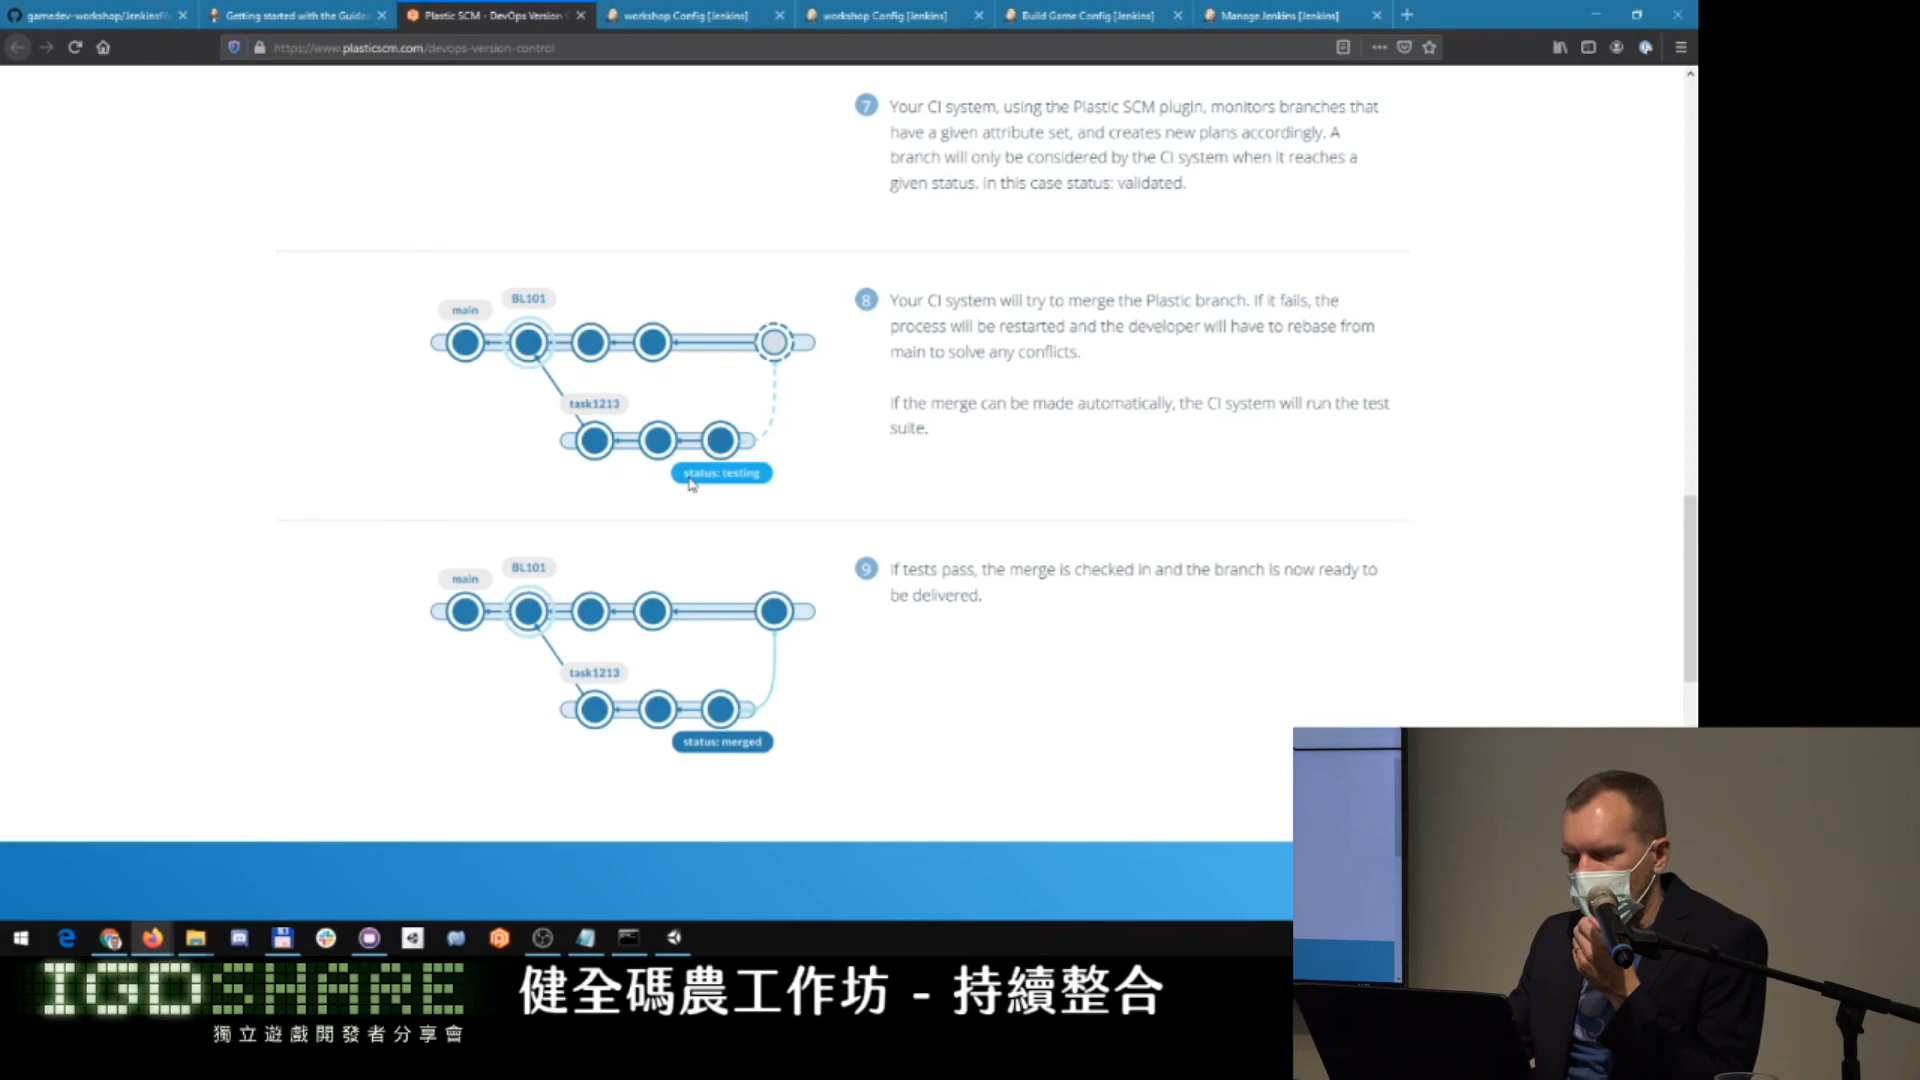 gamedev-workshop/Jenkinsfil
Getting started with the Guide
Plastic SCM - DevOps Version C
workshop Config [Jenkins]
workshop Config [Jenkins]
Build Game Config [Jenkins]
Manage Jenkins [Jenkins]
https://www.plasticscm.com/devops-version-control
7 Your CI system, using the Plastic SCM plugin, monitors branches that
have a given attribute set, and creates new plans accordingly. A
branch will only be considered by the CI system when it reaches a
given status. In this case status: validated.
main
BL101
task1213
status: testing
8 Your CI system will try to merge the Plastic branch. If it fails, the
process will be restarted and the developer will have to rebase from
main to solve any conflicts.
If the merge can be made automatically, the CI system will run the test
suite.
main
BL101
task1213
status: merged
9 If tests pass, the merge is checked in and the branch is now ready to
be delivered.
IGDSHARE
獨立遊戲開發者分享會
健全碼農工作坊 - 持續整合